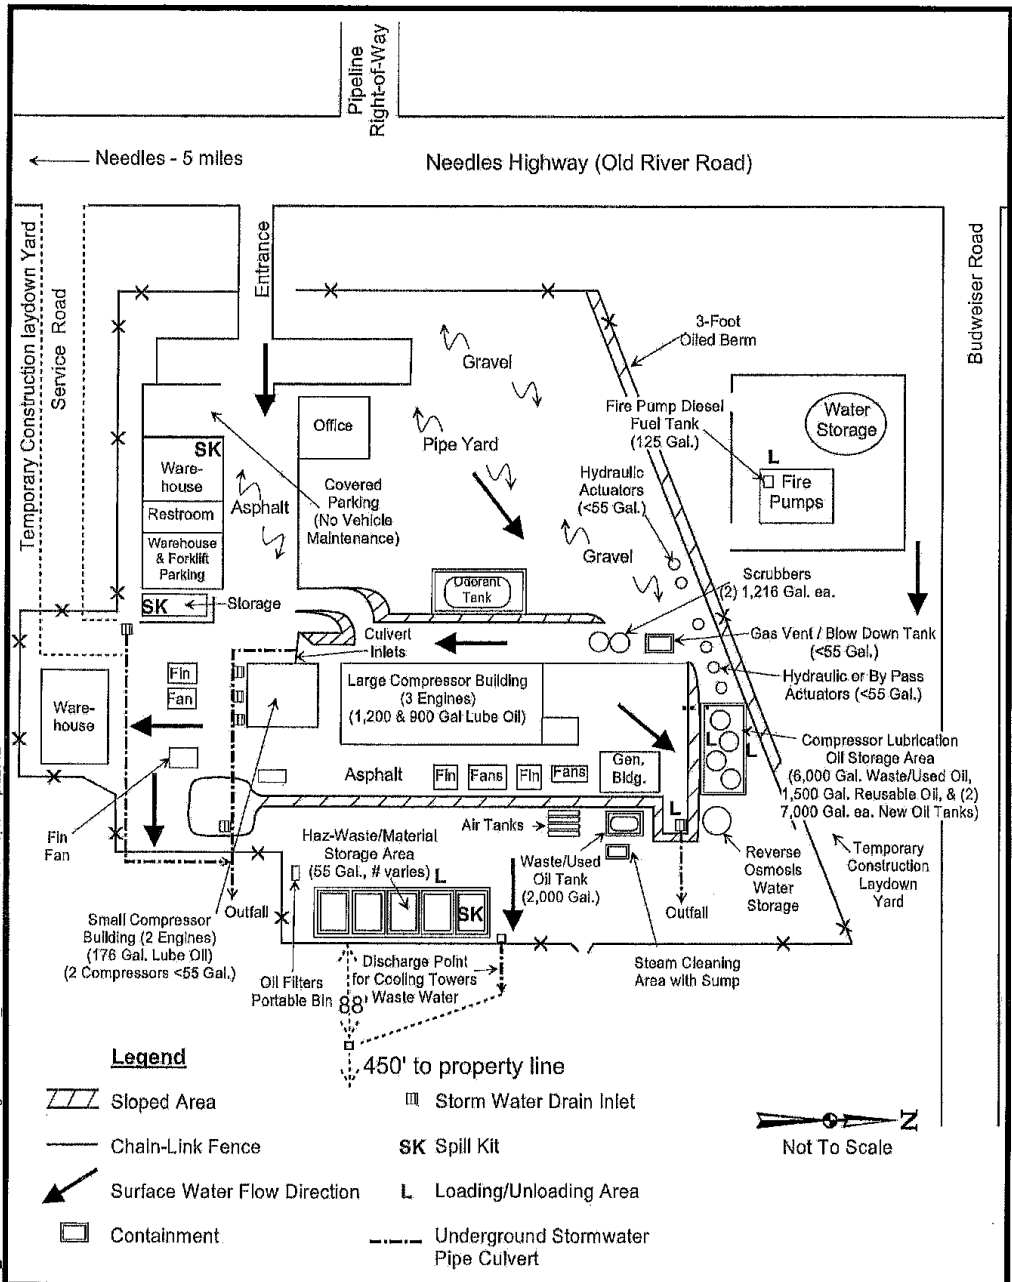 Pipeline
Right-of-Way
Needles - 5 miles
Needles Highway (Old River Road)
Temporary Construction laydown Yard
Service Road
Entrance
Budweiser Road
3-Foot
Oiled Berm
Gravel
Fire Pump Diesel
Fuel Tank
(125 Gal.)
Water
Storage
Office
Pipe Yard
L
Fire
Pumps
SK
Ware-
house
Restroom
Warehouse
& Forklift
Parking
Asphalt
Covered
Parking
(No Vehicle
Maintenance)
Hydraulic
Actuators
(<55 Gal.)
Gravel
Odorant
Tank
Scrubbers
(2) 1,216 Gal. ea.
SK
Storage
Culvert
Inlets
Gas Vent / Blow Down Tank
(<55 Gal.)
Hydraulic or By Pass
Actuators (<55 Gal.)
Fin
Fan
Ware-
house
Large Compressor Building
(3 Engines)
(1,200 & 900 Gal Lube Oil)
L
L
Compressor Lubrication
Oil Storage Area
(6,000 Gal. Waste/Used Oil,
1,500 Gal. Reusable Oil, & (2)
7,000 Gal. ea. New Oil Tanks)
Asphalt
Fin
Fans
Fin
Fans
Gen.
Bldg.
L
Fin
Fan
Air Tanks
Haz-Waste/Material
Storage Area
(55 Gal., # varies)
L
SK
Waste/Used
Oil Tank
(2,000 Gal.)
Reverse
Osmosis
Water
Storage
Temporary
Construction
Laydown
Yard
Outfall
Outfall
Small Compressor
Building (2 Engines)
(176 Gal. Lube Oil)
(2 Compressors <55 Gal.)
Oil Filters
Portable Bin
88'
Discharge Point
for Cooling Towers
Waste Water
Steam Cleaning
Area with Sump
450' to property line
Legend
Sloped Area
Storm Water Drain Inlet
Chain-Link Fence
SK Spill Kit
Surface Water Flow Direction
L Loading/Unloading Area
Containment
Underground Stormwater
Pipe Culvert
N
Not To Scale